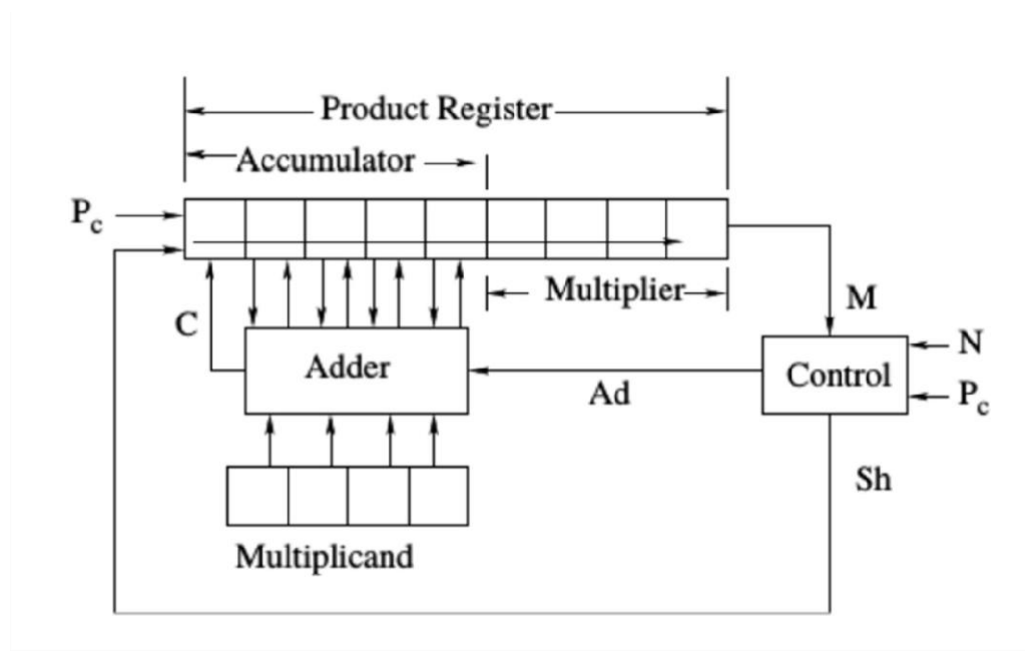 Product Register
Accumulator
Pc
Multiplier
M
C
N
Adder
Control
Ad
Pc
Sh
Multiplicand